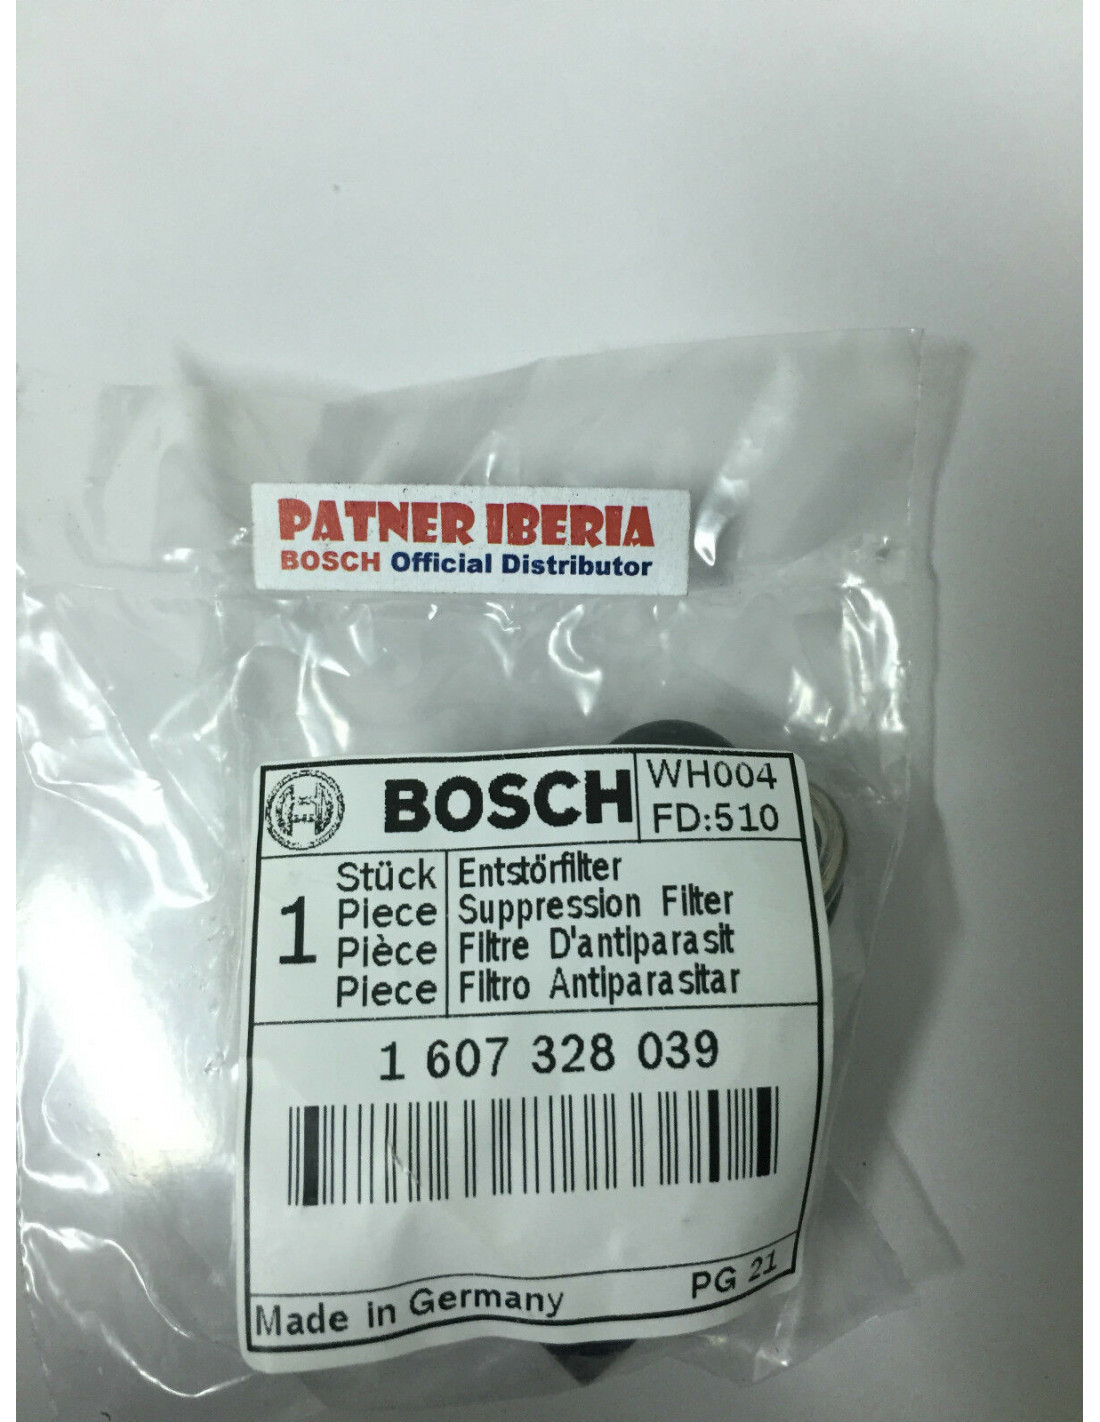 PATNER IBERIA
BOSCH Official Distributor
BOSCH
WH004
FD:510
1
Stück
Piece
Pièce
Piece
Entstörfilter
Suppression Filter
Filtre D'antiparasit
Filtro Antiparasitar
1 607 328 039
Made in Germany
PG 21